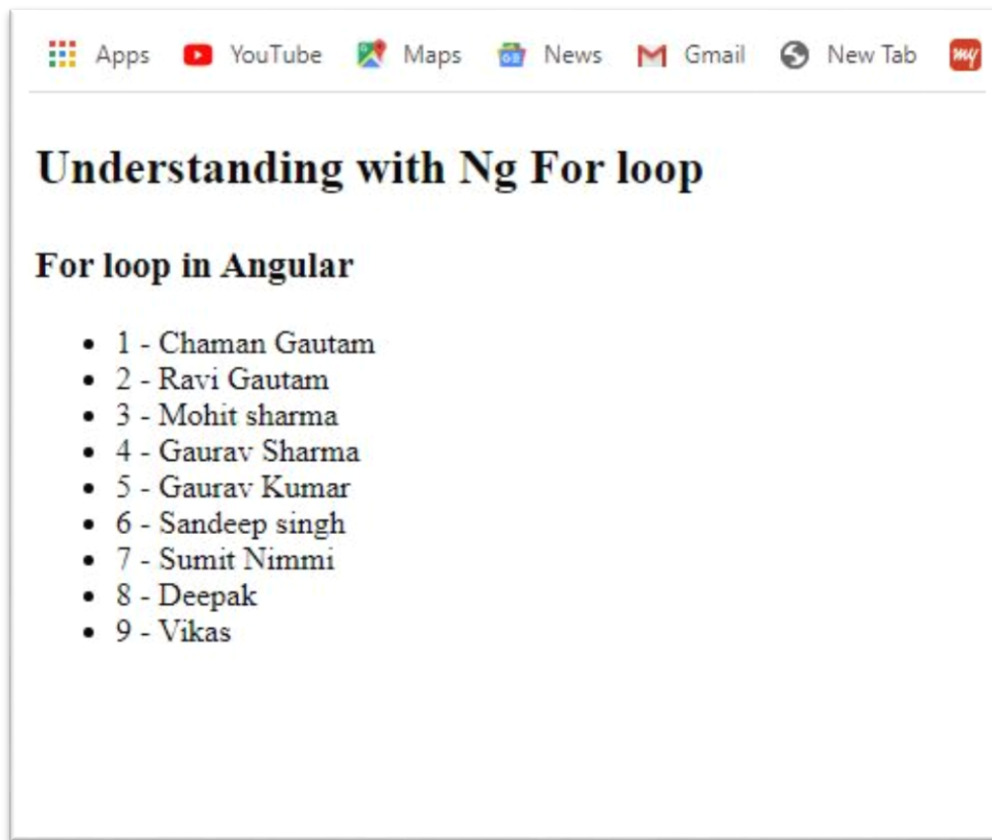 Apps YouTube Maps News Gmail New Tab my
Understanding with Ng For loop
For loop in Angular
1 - Chaman Gautam
2 - Ravi Gautam
3 - Mohit sharma
4 - Gaurav Sharma
5 - Gaurav Kumar
6 - Sandeep singh
7 - Sumit Nimmi
8 - Deepak
9 - Vikas